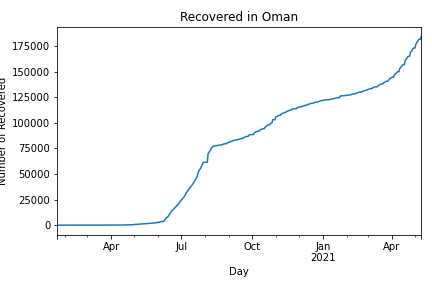 Recovered in Oman
Number of Recovered
175000
150000
125000
100000
75000
50000
25000
0
Apr Jul Oct Jan Apr
2021
Day